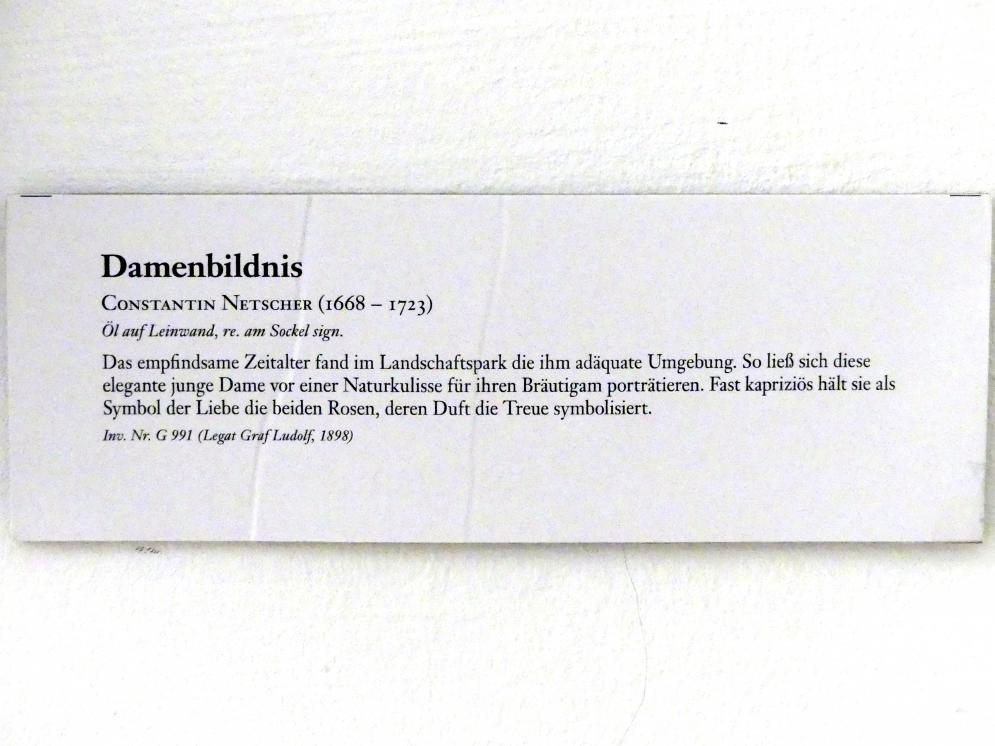 Damenbildnis
Constantin Netscher (1668 – 1723)
Öl auf Leinwand, re. am Sockel sign.
Das empfindsame Zeitalter fand im Landschaftspark die ihm adäquate Umgebung. So ließ sich diese
elegante junge Dame vor einer Naturkulisse für ihren Bräutigam porträtieren. Fast kapriziös hält sie als
Symbol der Liebe die beiden Rosen, deren Duft die Treue symbolisiert.
Inv. Nr. G 991 (Legat Graf Ludolf, 1898)